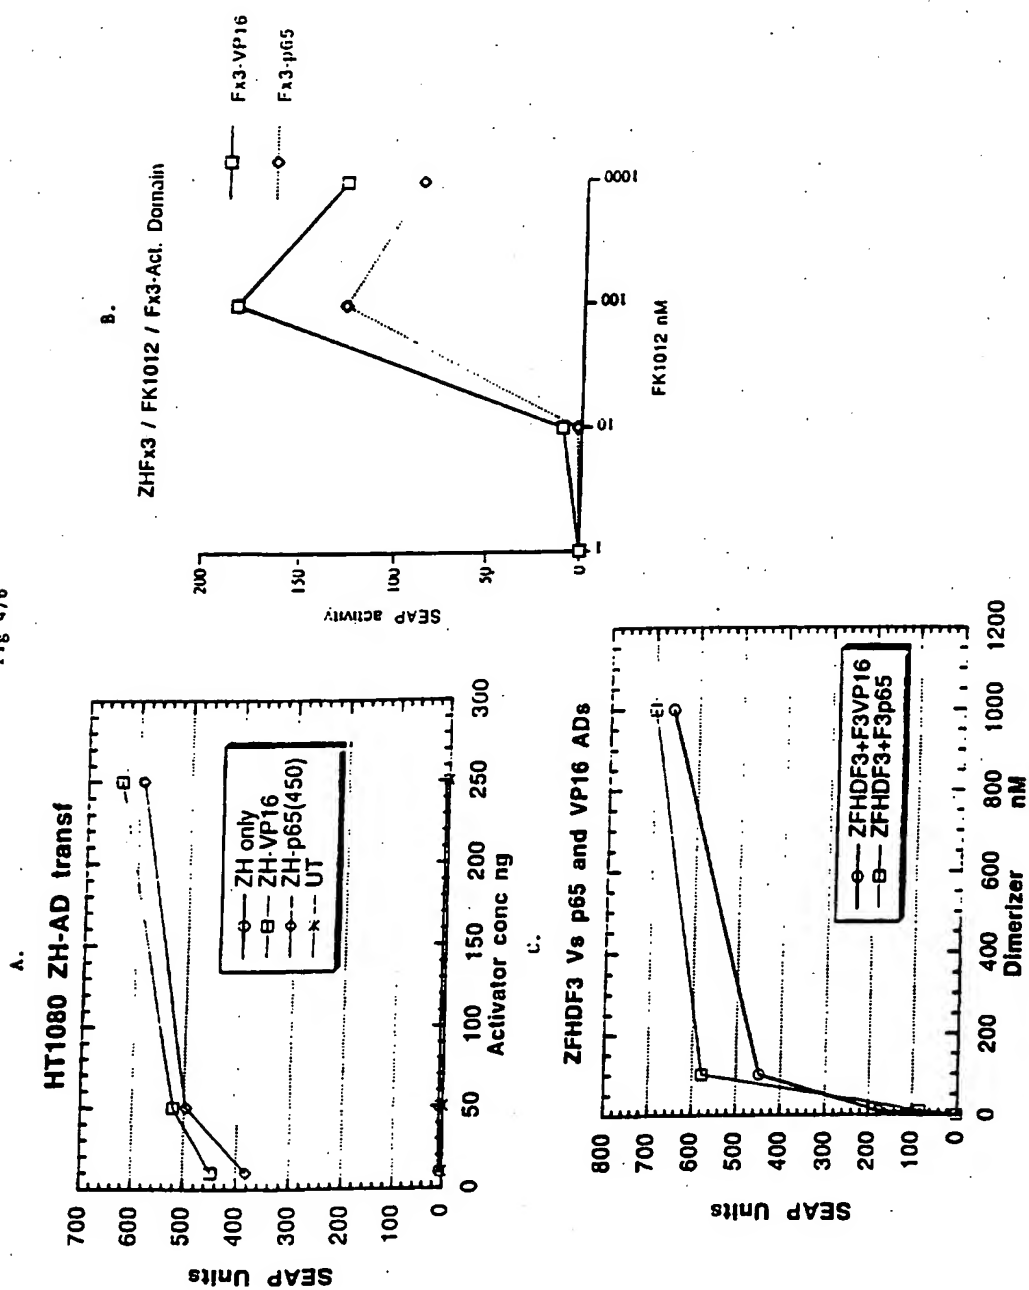 A.
HT1080 ZH-AD transf
700
600
500
400
300
200
100
0
SEAP Units
0
50
100
150
200
250
300
Activator conc ng
ZH only
ZH-VP16
ZH-p65(450)
UT
B.
ZHFx3 / FK1012 / Fx3-Act. Domain
Fx3-VP16
Fx3-p65
200
150
100
50
0
SEAP activity
1
10
100
1000
FK1012 nM
C.
ZFHDF3 Vs p65 and VP16 ADs
800
700
600
500
400
300
200
100
0
SEAP Units
0
200
400
600
800
1000
1200
Dimerizer nM
ZFHDF3+F3VP16
ZFHDF3+F3p65